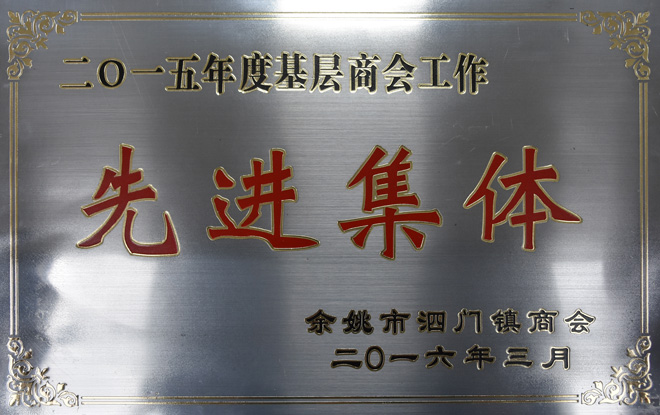 二〇一五年度基层商会工作
先进集体
余姚市泗门镇商会
二〇一六年三月